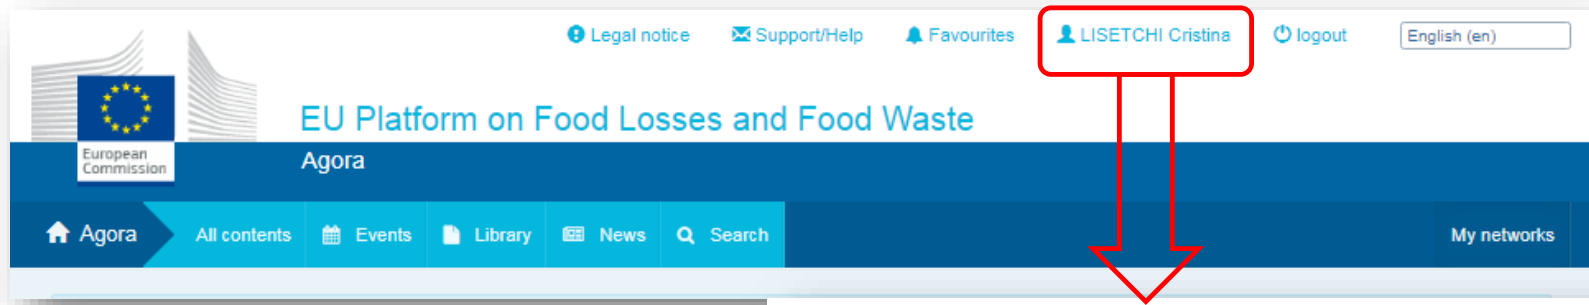 Legal notice Support/Help Favourites LISETCHI Cristina logout English (en)
EU Platform on Food Losses and Food Waste
European
Commission
Agora
Agora All contents Events Library News Search My networks